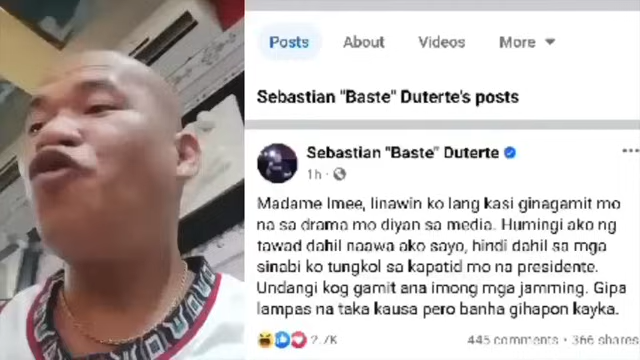 Posts About Videos More
Sebastian "Baste" Duterte's posts
Sebastian "Baste" Duterte
1h
Madame Imee, linawin ko lang kasi ginagamit mo
na sa drama mo diyan sa media. Humingi ako ng
tawad dahil naawa ako sayo, hindi dahil sa mga
sinabi ko tungkol sa kapatid mo na presidente.
Undangi kog gamit ana imong mga jamming. Gipa
lampas na taka kausa pero banha gihapon kayka.
2.7K 445 comments · 366 shares